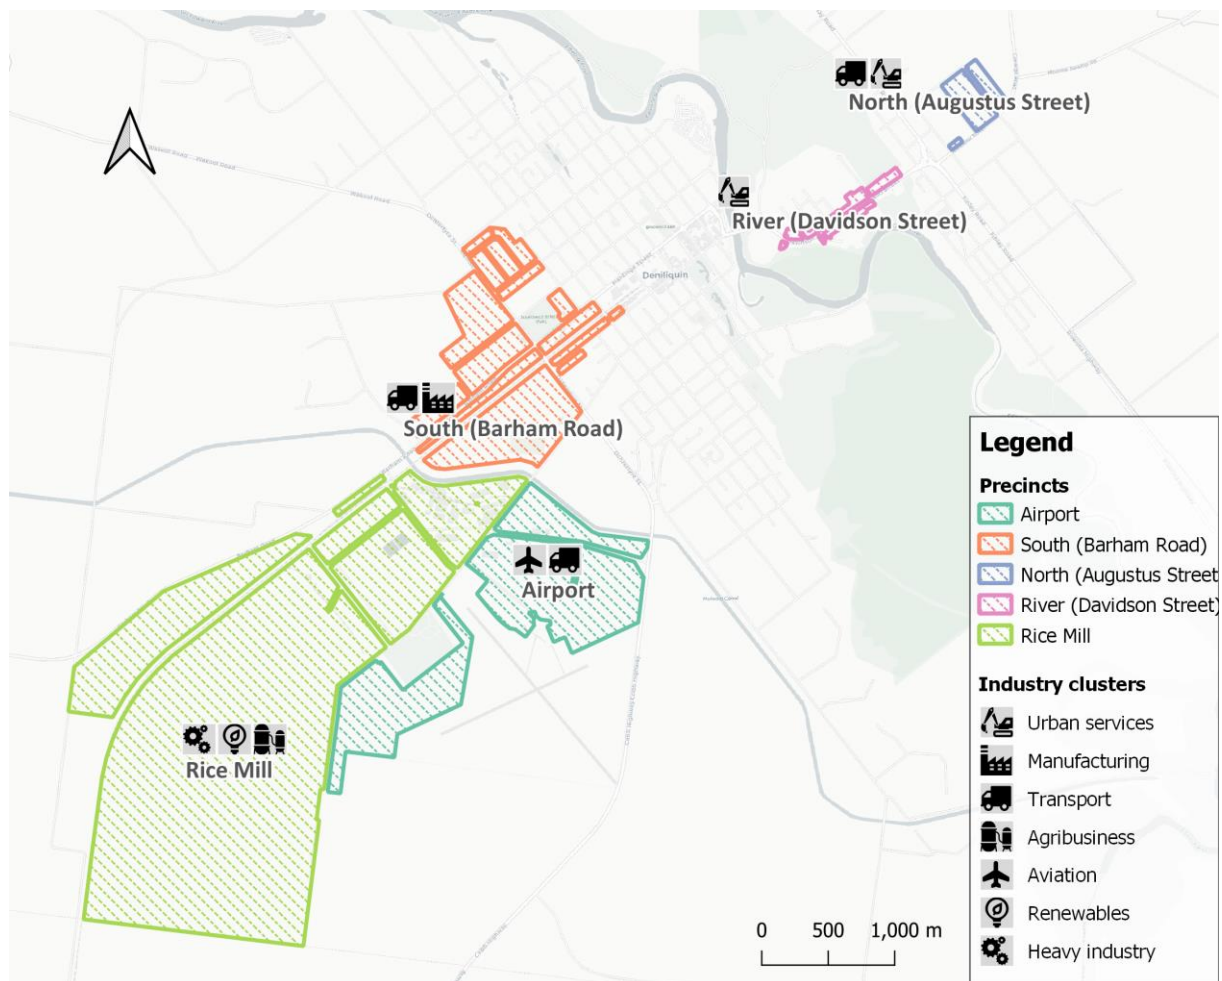 North (Augustus Street)
River (Davidson Street)
Deniliquin
South (Barham Road)
Airport
Rice Mill
Legend
Precincts
Airport
South (Barham Road)
North (Augustus Street
River (Davidson Street)
Rice Mill
Industry clusters
Urban services
Manufacturing
Transport
Agribusiness
Aviation
Renewables
Heavy industry
0 500 1,000 m